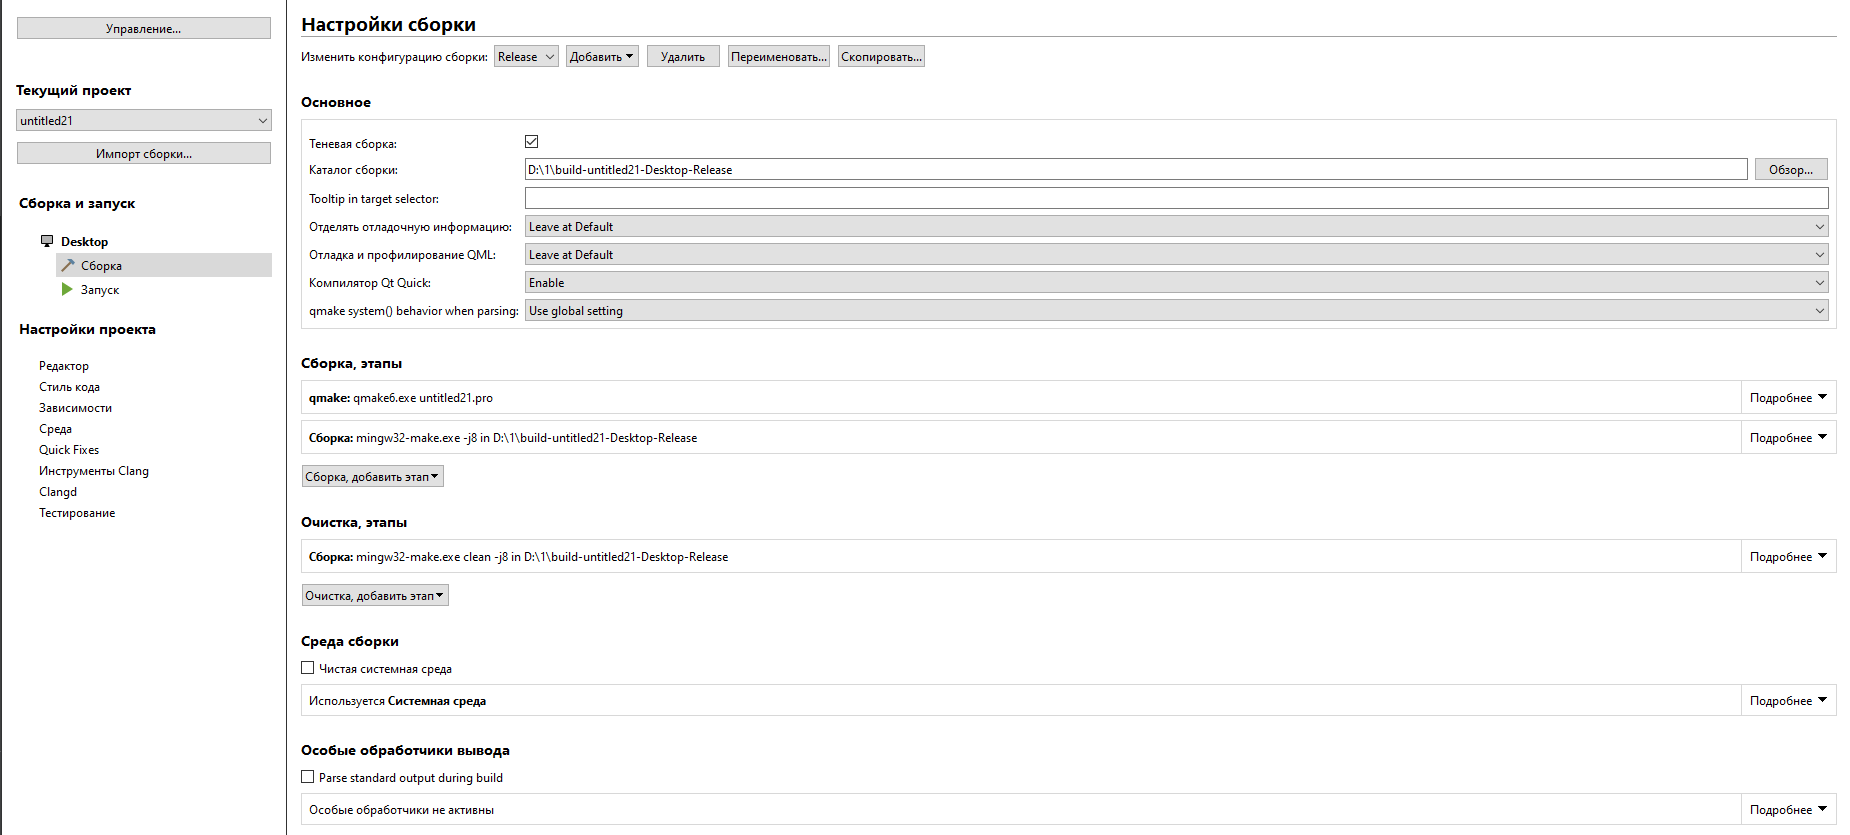 Управление...
Текущий проект
untitled21
Импорт сборки...
Сборка и запуск
Desktop
Сборка
Запуск
Настройки проекта
Редактор
Стиль кода
Зависимости
Среда
Quick Fixes
Инструменты Clang
Clangd
Тестирование
Настройки сборки
Изменить конфигурацию сборки: Release Добавить Удалить Переименовать... Скопировать...
Основное
Теневая сборка:
Каталог сборки: D:\1\build-untitled21-Desktop-Release Обзор...
Tooltip in target selector:
Отделять отладочную информацию: Leave at Default
Отладка и профилирование QML: Leave at Default
Компилятор Qt Quick: Enable
qmake system() behavior when parsing: Use global setting
Сборка, этапы
qmake: qmake6.exe untitled21.pro Подробнее
Сборка: mingw32-make.exe -j8 in D:\1\build-untitled21-Desktop-Release Подробнее
Сборка, добавить этап
Очистка, этапы
Сборка: mingw32-make.exe clean -j8 in D:\1\build-untitled21-Desktop-Release Подробнее
Очистка, добавить этап
Среда сборки
Чистая системная среда
Используется Системная среда Подробнее
Особые обработчики вывода
Parse standard output during build
Особые обработчики не активны Подробнее